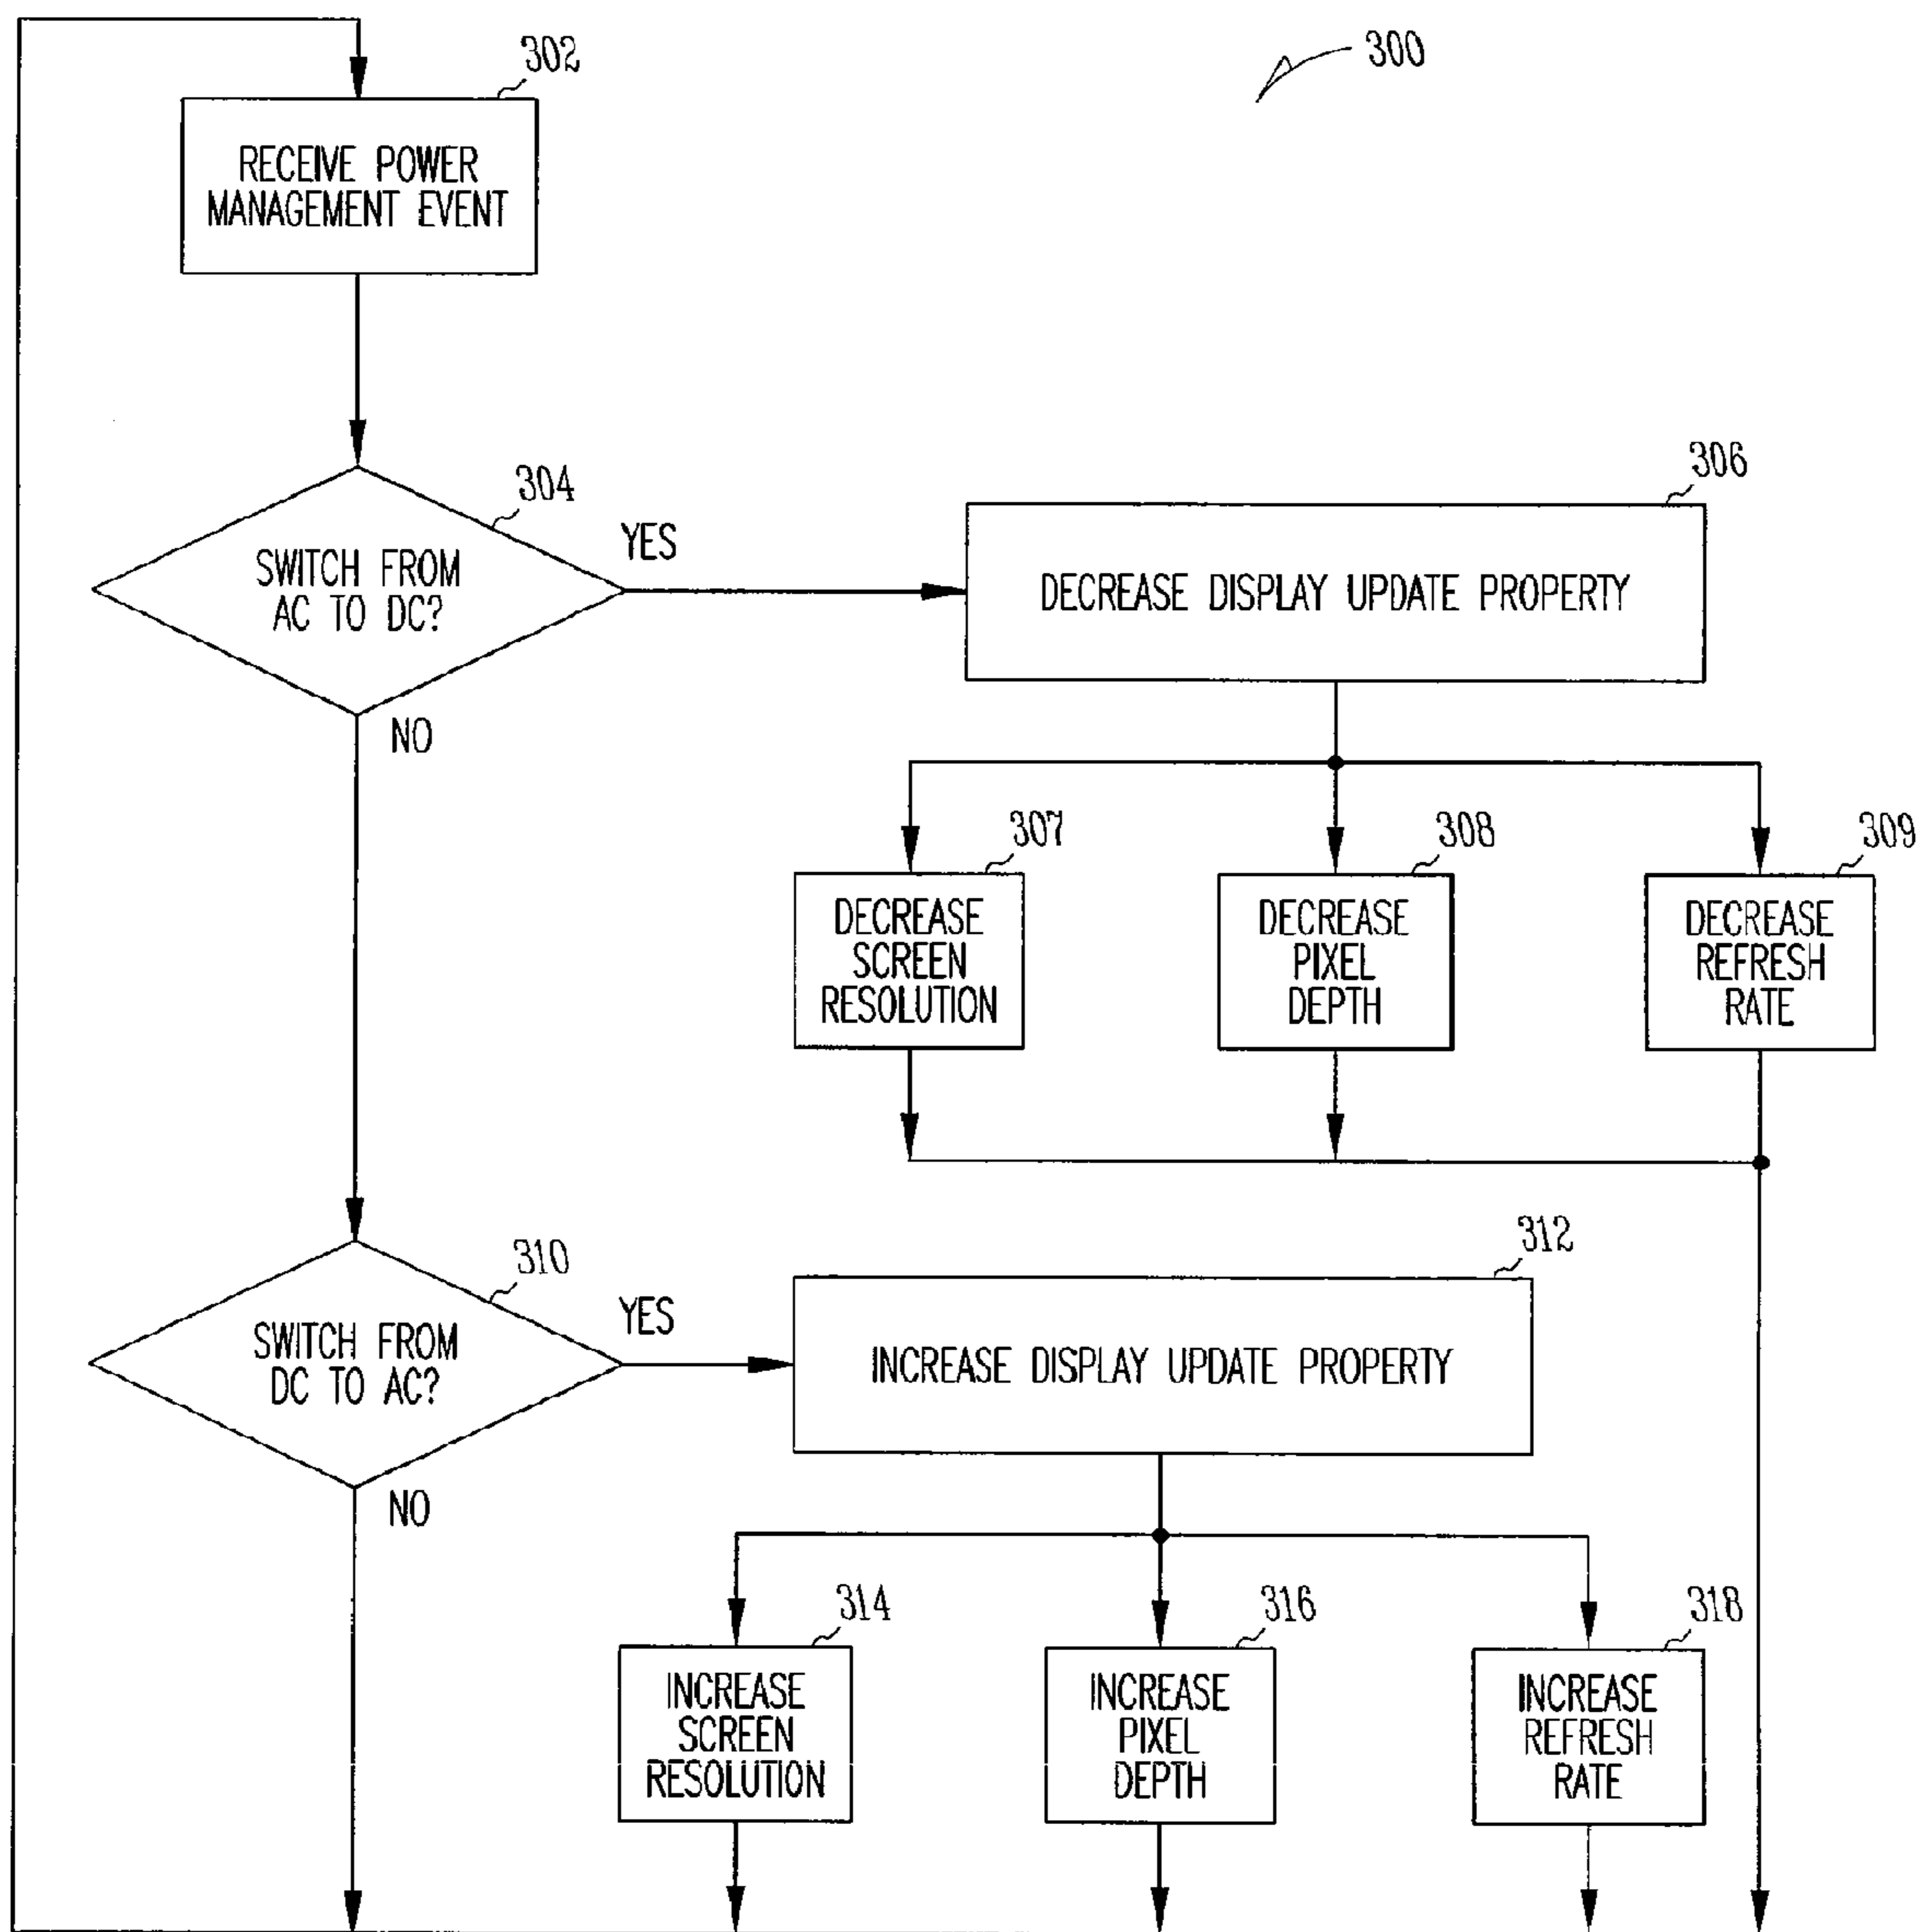 300
302
RECEIVE POWER
MANAGEMENT EVENT
304
SWITCH FROM
AC TO DC?
YES
NO
306
DECREASE DISPLAY UPDATE PROPERTY
307
DECREASE
SCREEN
RESOLUTION
308
DECREASE
PIXEL
DEPTH
309
DECREASE
REFRESH
RATE
310
SWITCH FROM
DC TO AC?
YES
NO
312
INCREASE DISPLAY UPDATE PROPERTY
314
INCREASE
SCREEN
RESOLUTION
316
INCREASE
PIXEL
DEPTH
318
INCREASE
REFRESH
RATE